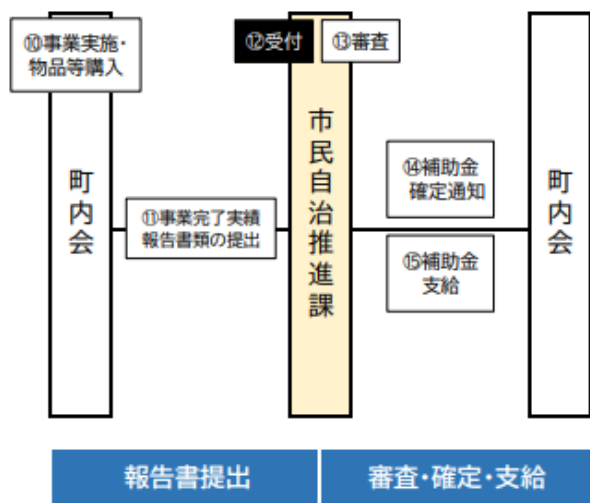 ⑩事業実施・
物品等購入
町内会
⑪事業完了実績
報告書類の提出
⑫受付
⑬審査
市民自治推進課
⑭補助金
確定通知
⑮補助金
支給
町内会
報告書提出
審査・確定・支給